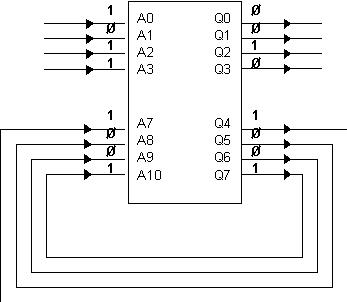 1 A0 Q0 Ø
Ø A1 Q1 Ø
1 A2 Q2 1
1 A3 Q3 Ø
1 A7 Q4 1
Ø A8 Q5 Ø
Ø A9 Q6 Ø
1 A10 Q7 1